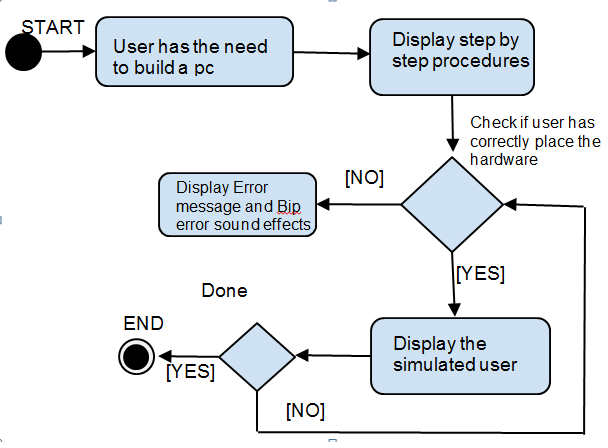 START
User has the need
to build a pc
Display step by
step procedures
Check if user has
correctly place the
hardware
[NO]
Display Error
message and Bip
error sound effects
[YES]
Done
END
Display the
simulated user
[YES]
[NO]